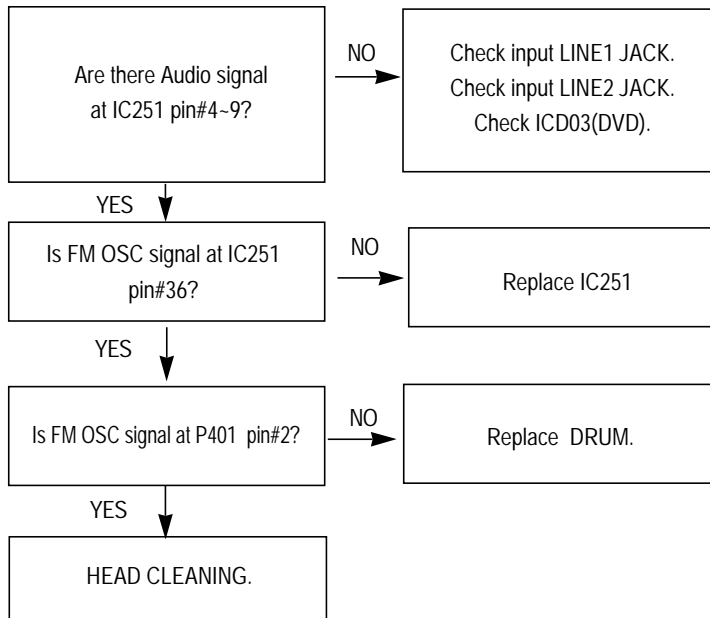 Are there Audio signal
at IC251 pin#4~9?
NO
Check input LINE1 JACK.
Check input LINE2 JACK.
Check ICD03(DVD).
YES
Is FM OSC signal at IC251
pin#36?
NO
Replace IC251
YES
Is FM OSC signal at P401 pin#2?
NO
Replace DRUM.
YES
HEAD CLEANING.